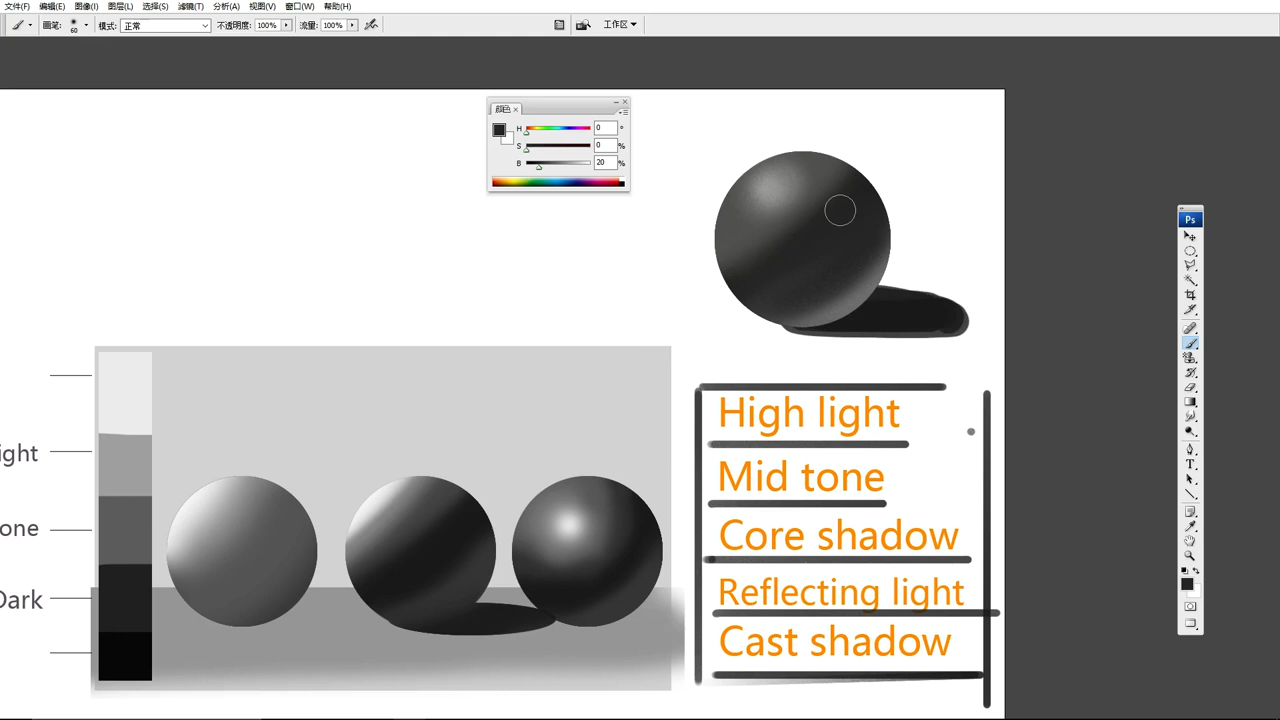 文件(F) 编辑(E) 图像(I) 图层(L) 选择(S) 滤镜(T) 分析(A) 视图(V) 窗口(W) 帮助(H)
画笔: 60 模式: 正常 不透明度: 100% 流量: 100% 工作区
颜色 ×
H 0 °
S 0 %
B 20 %
Ps
High light
ight
Mid tone
one
Core shadow
Reflecting light
Dark
Cast shadow
T